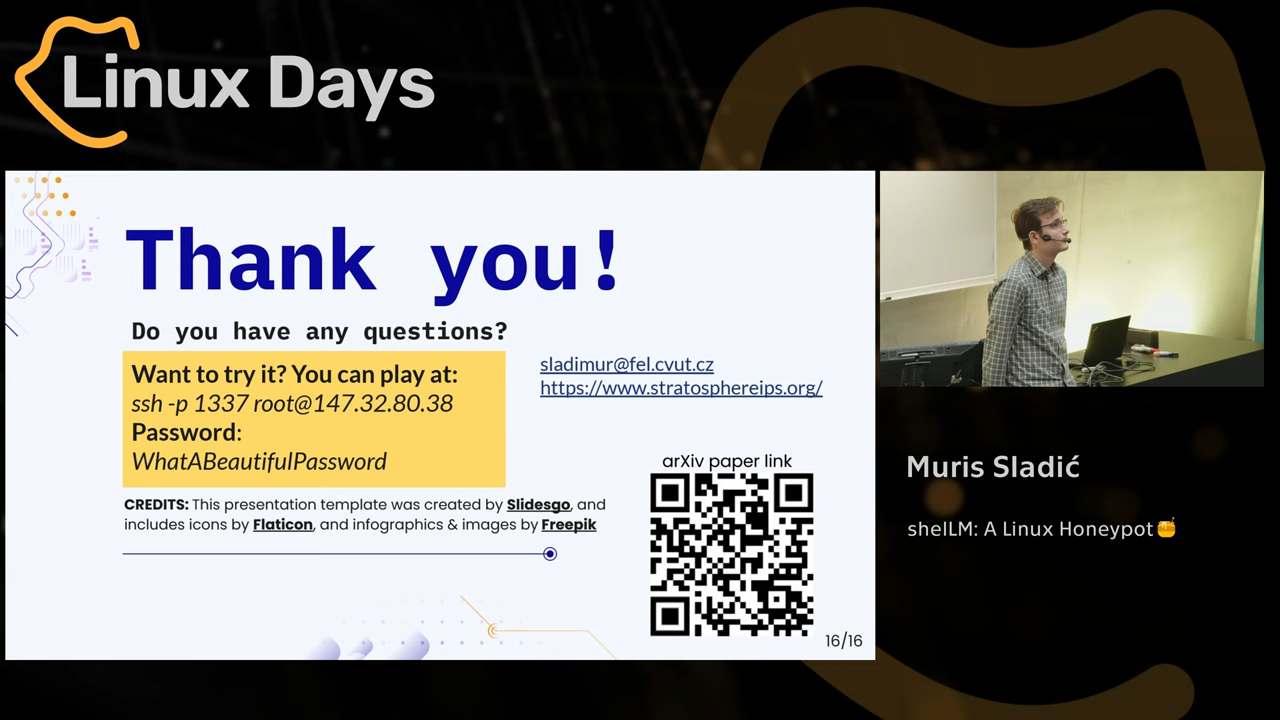 Linux Days
Thank you!
Do you have any questions?
Want to try it? You can play at:
ssh -p 1337 root@147.32.80.38
Password:
WhatABeautifulPassword
sladimur@fel.cvut.cz
https://www.stratosphereips.org/
arXiv paper link
CREDITS: This presentation template was created by Slidesgo, and
includes icons by Flaticon, and infographics & images by Freepik
16/16
Muris Sladić
shelLM: A Linux Honeypot🍯